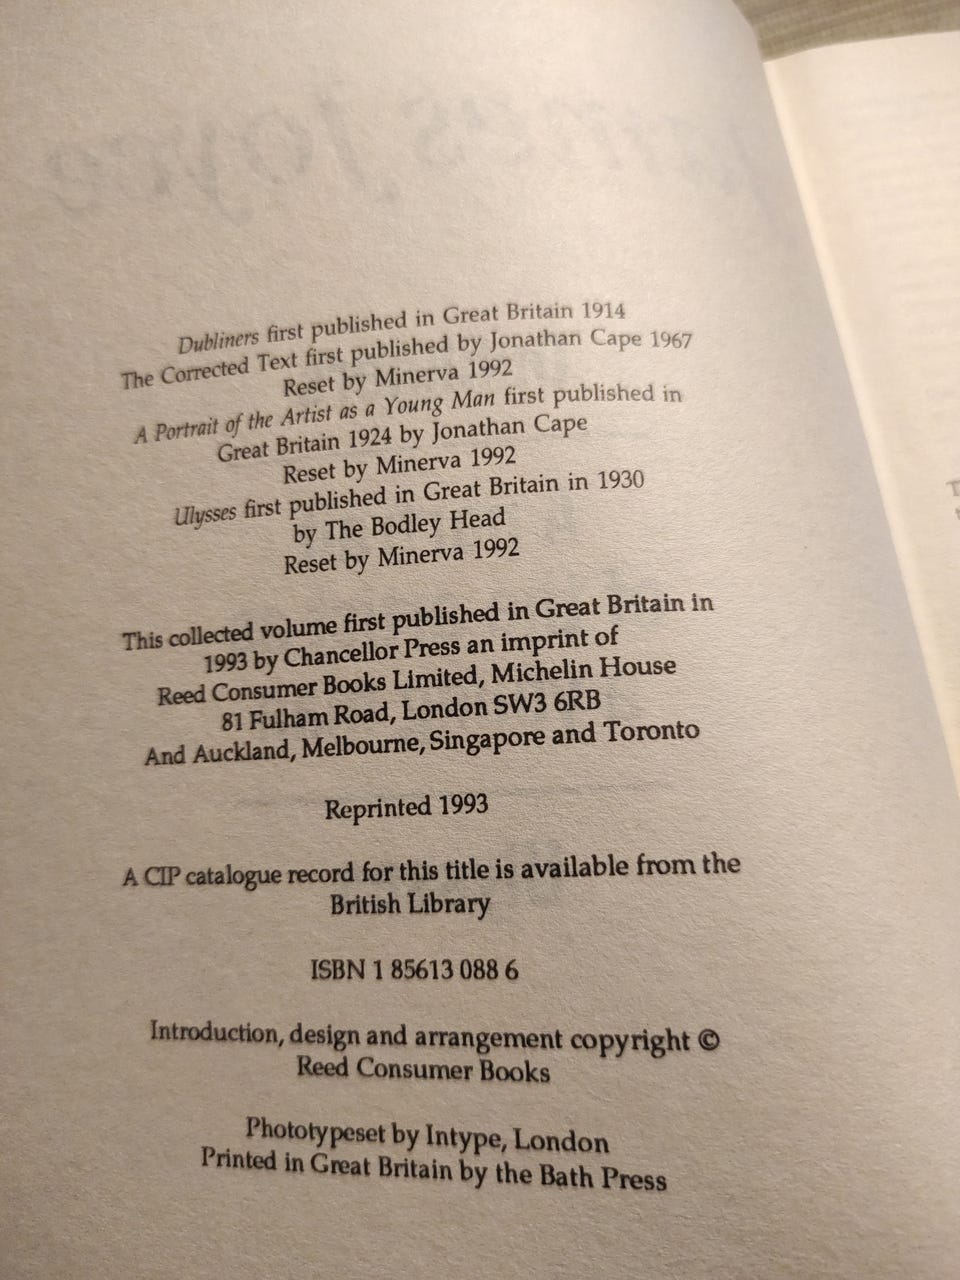 Dubliners first published in Great Britain 1914
The Corrected Text first published by Jonathan Cape 1967
Reset by Minerva 1992
A Portrait of the Artist as a Young Man first published in
Great Britain 1924 by Jonathan Cape
Reset by Minerva 1992
Ulysses first published in Great Britain in 1930
by The Bodley Head
Reset by Minerva 1992
This collected volume first published in Great Britain in
1993 by Chancellor Press an imprint of
Reed Consumer Books Limited, Michelin House
81 Fulham Road, London SW3 6RB
And Auckland, Melbourne, Singapore and Toronto
Reprinted 1993
A CIP catalogue record for this title is available from the
British Library
ISBN 1 85613 088 6
Introduction, design and arrangement copyright ©
Reed Consumer Books
Phototypeset by Intype, London
Printed in Great Britain by the Bath Press